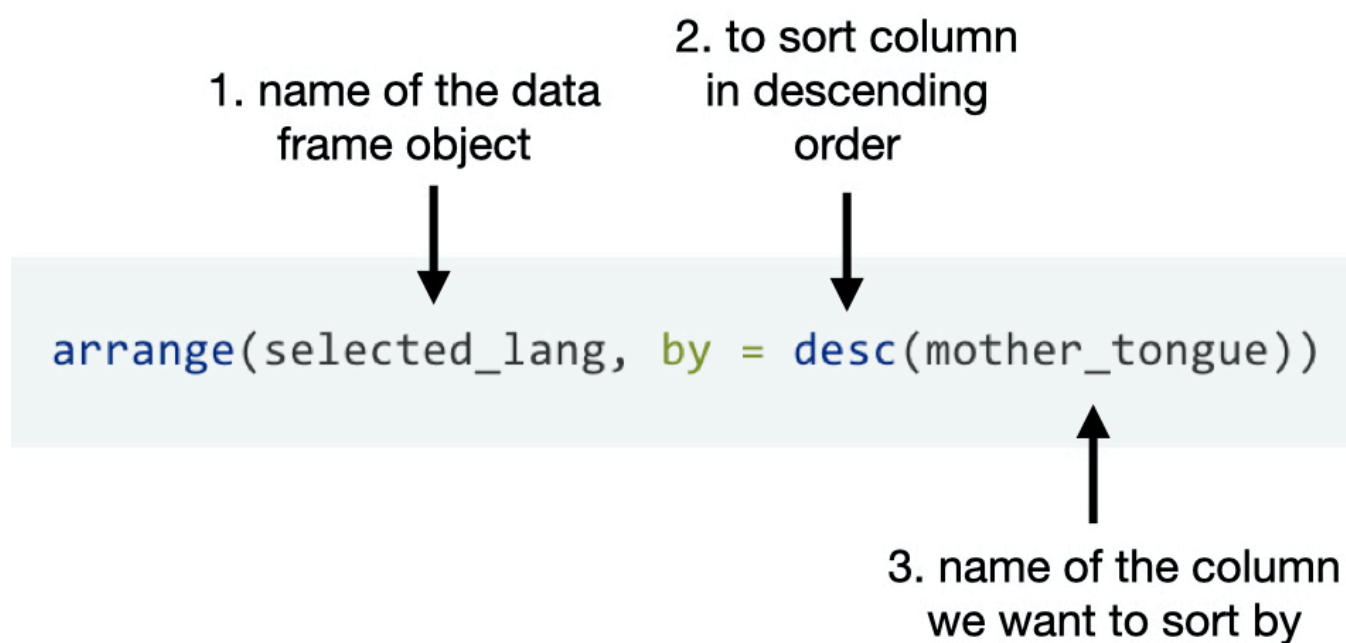 1. name of the data
frame object
2. to sort column
in descending
order
arrange(selected_lang, by = desc(mother_tongue))
3. name of the column
we want to sort by